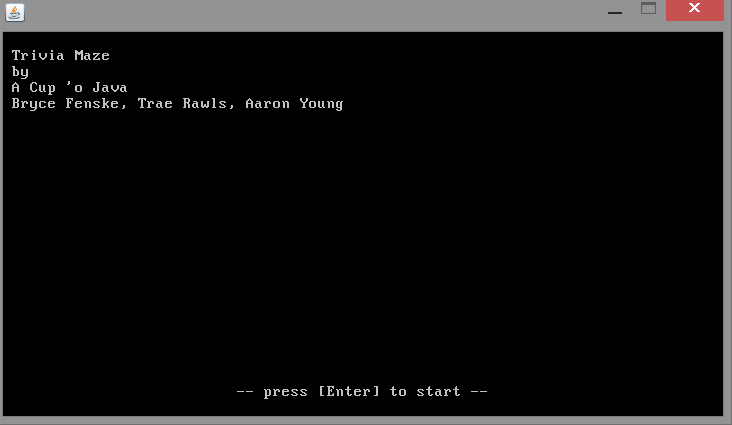 Trivia Maze
by
A Cup 'o Java
Bryce Fenske, Trae Rawls, Aaron Young
-- press [Enter] to start --